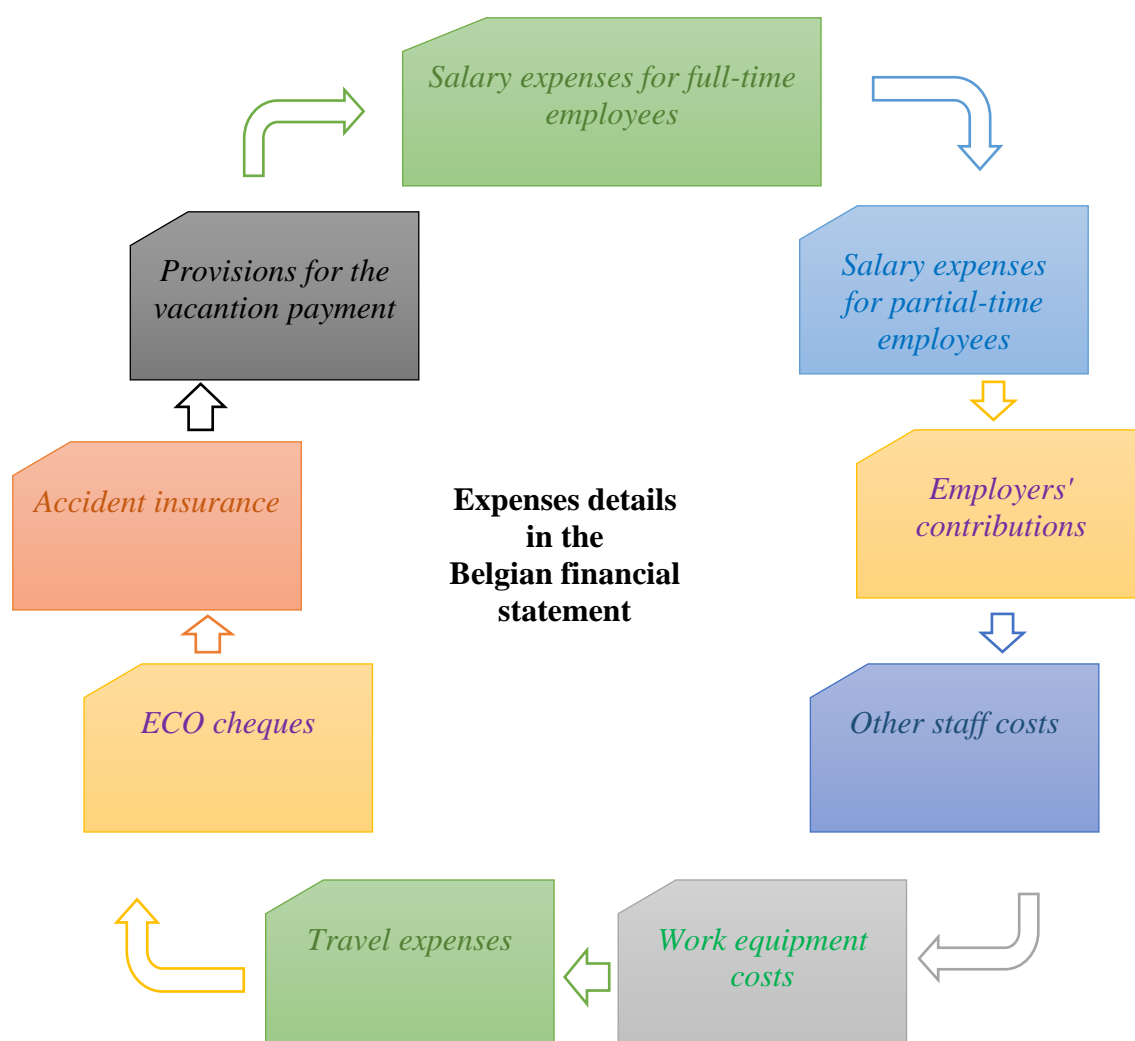 Salary expenses for full-time
employees
Salary expenses
for partial-time
employees
Employers'
contributions
Other staff costs
Work equipment
costs
Travel expenses
ECO cheques
Accident insurance
Provisions for the
vacantion payment
Expenses details
in the
Belgian financial
statement